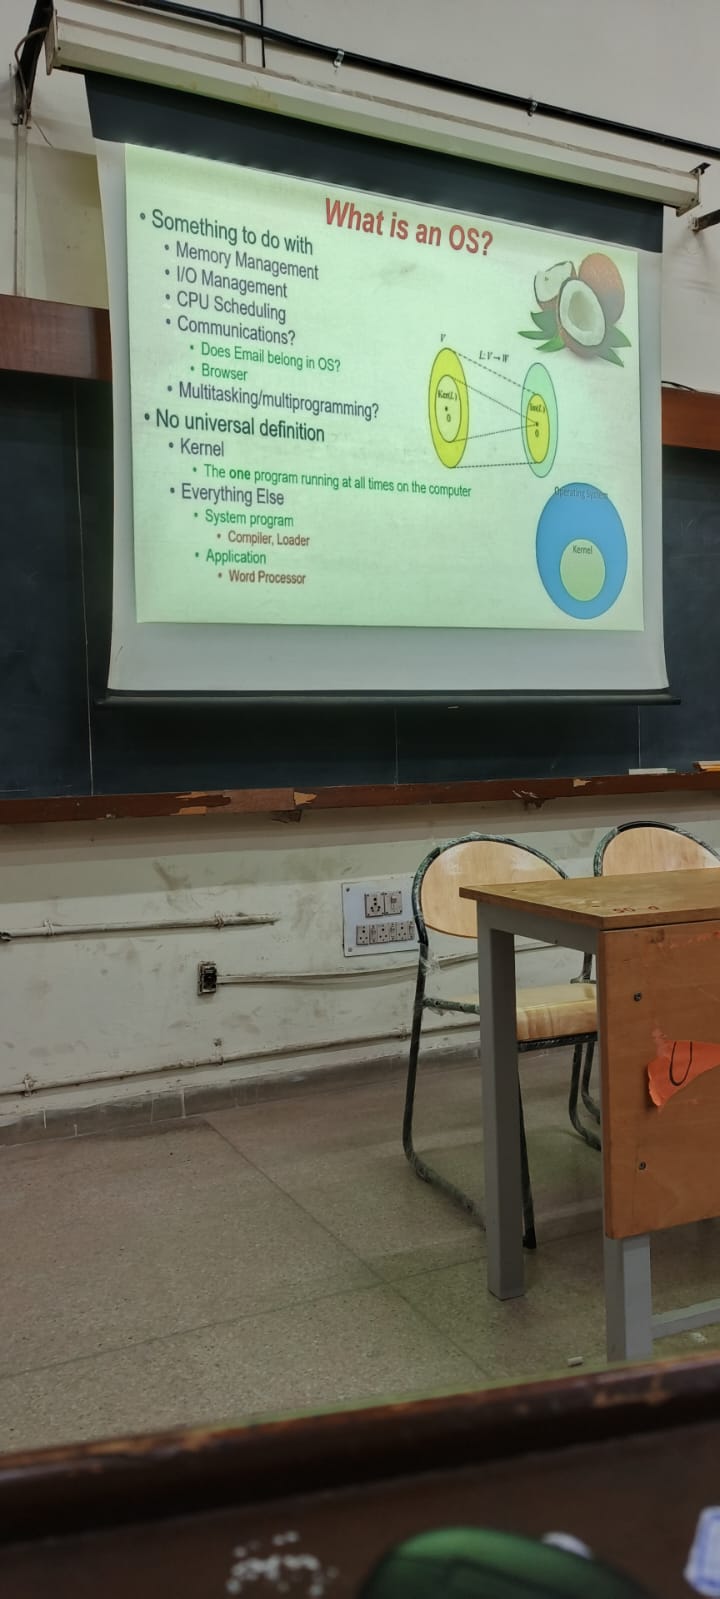 What is an OS?
• Something to do with
• Memory Management
• I/O Management
• CPU Scheduling
• Communications?
• Does Email belong in OS?
• Browser
• Multitasking/multiprogramming?
• No universal definition
• Kernel
• The one program running at all times on the computer
• Everything Else
• System program
• Compiler, Loader
• Application
• Word Processor
V
L: V → W
Ker(L)
0
Im(L)
0
Operating System
Kernel